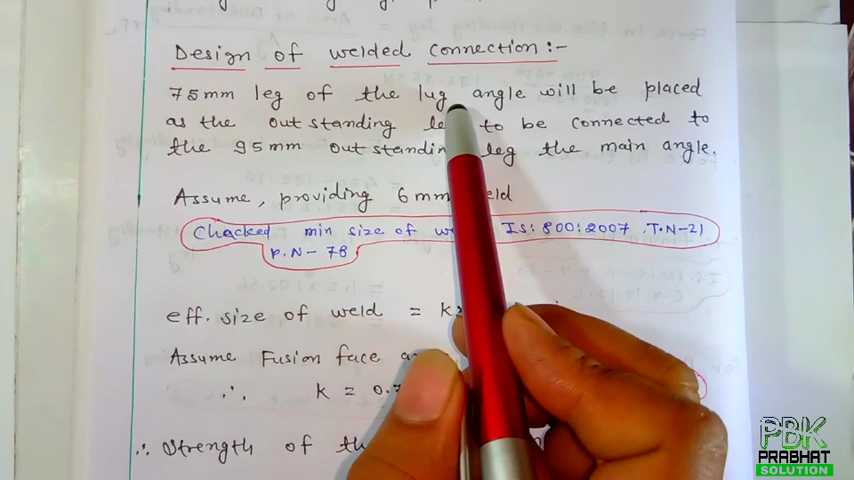 Design of welded connection :-
75mm leg of the lug angle will be placed
as the outstanding to be connected to
the 95mm outstanding leg the main angle.
Assume, providing 6mm
Chacked min size of IS: 800: 2007, T.N-21
P.N - 78
eff. size of weld =
Assume Fusion face
∴ k = 0.7
∴ Strength of
PBK
PRABHAT
SOLUTION